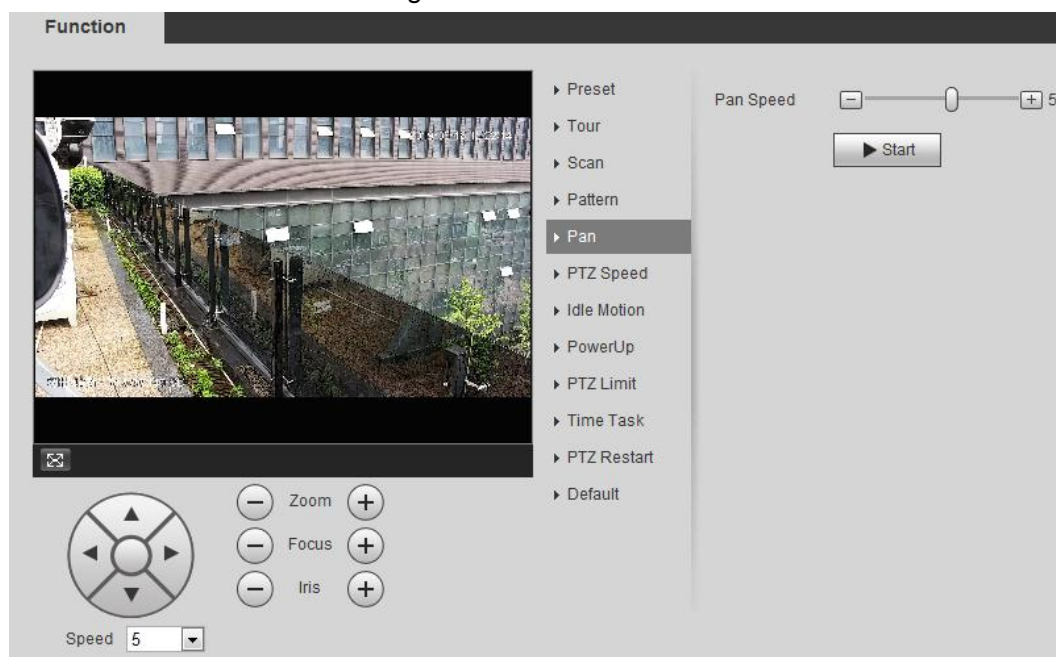 Function
Preset
Tour
Scan
Pattern
Pan
PTZ Speed
Idle Motion
PowerUp
PTZ Limit
Time Task
PTZ Restart
Default
Pan Speed
5
Start
Zoom
Focus
Iris
Speed 5